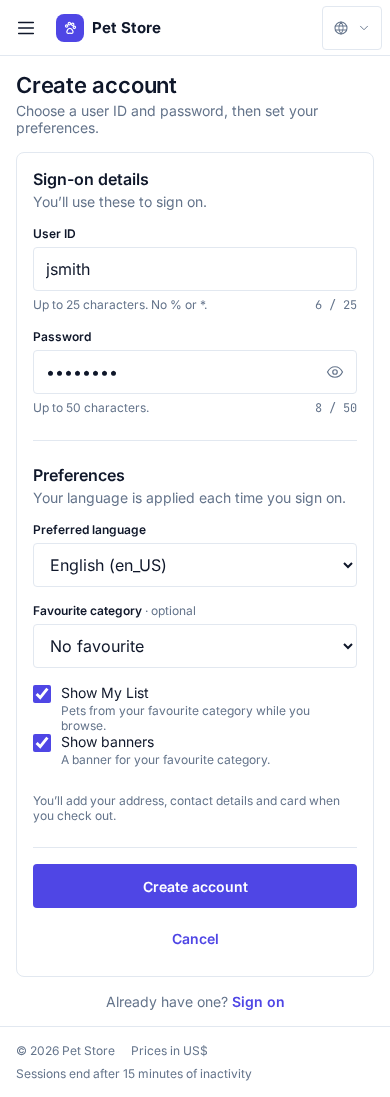 Pet Store
Create account
Choose a user ID and password, then set your
preferences.
Sign-on details
You’ll use these to sign on.
User ID
jsmith
Up to 25 characters. No % or *.
6 / 25
Password
••••••••
Up to 50 characters.
8 / 50
Preferences
Your language is applied each time you sign on.
Preferred language
English (en_US)
Favourite category · optional
No favourite
Show My List
Pets from your favourite category while you
browse.
Show banners
A banner for your favourite category.
You’ll add your address, contact details and card when
you check out.
Create account
Cancel
Already have one? Sign on
© 2026 Pet Store Prices in US$
Sessions end after 15 minutes of inactivity